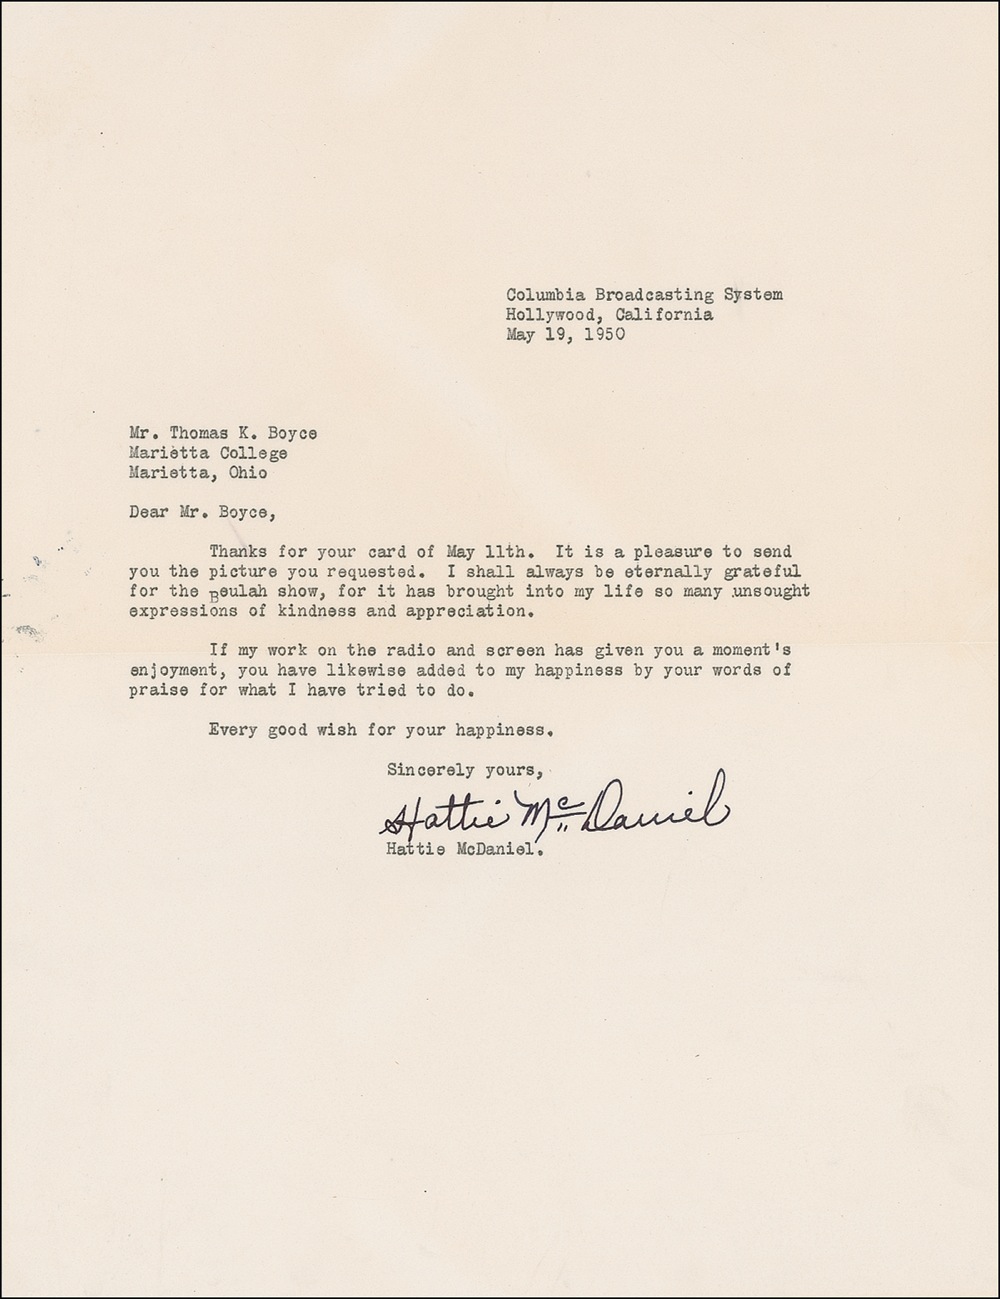 Columbia Broadcasting System
Hollywood, California
May 19, 1950
Mr. Thomas K. Boyce
Marietta College
Marietta, Ohio
Dear Mr. Boyce,
Thanks for your card of May 11th. It is a pleasure to send
you the picture you requested. I shall always be eternally grateful
for the Beulah show, for it has brought into my life so many unsought
expressions of kindness and appreciation.
If my work on the radio and screen has given you a moment's
enjoyment, you have likewise added to my happiness by your words of
praise for what I have tried to do.
Every good wish for your happiness.
Sincerely yours,
Hattie McDaniel
Hattie McDaniel.